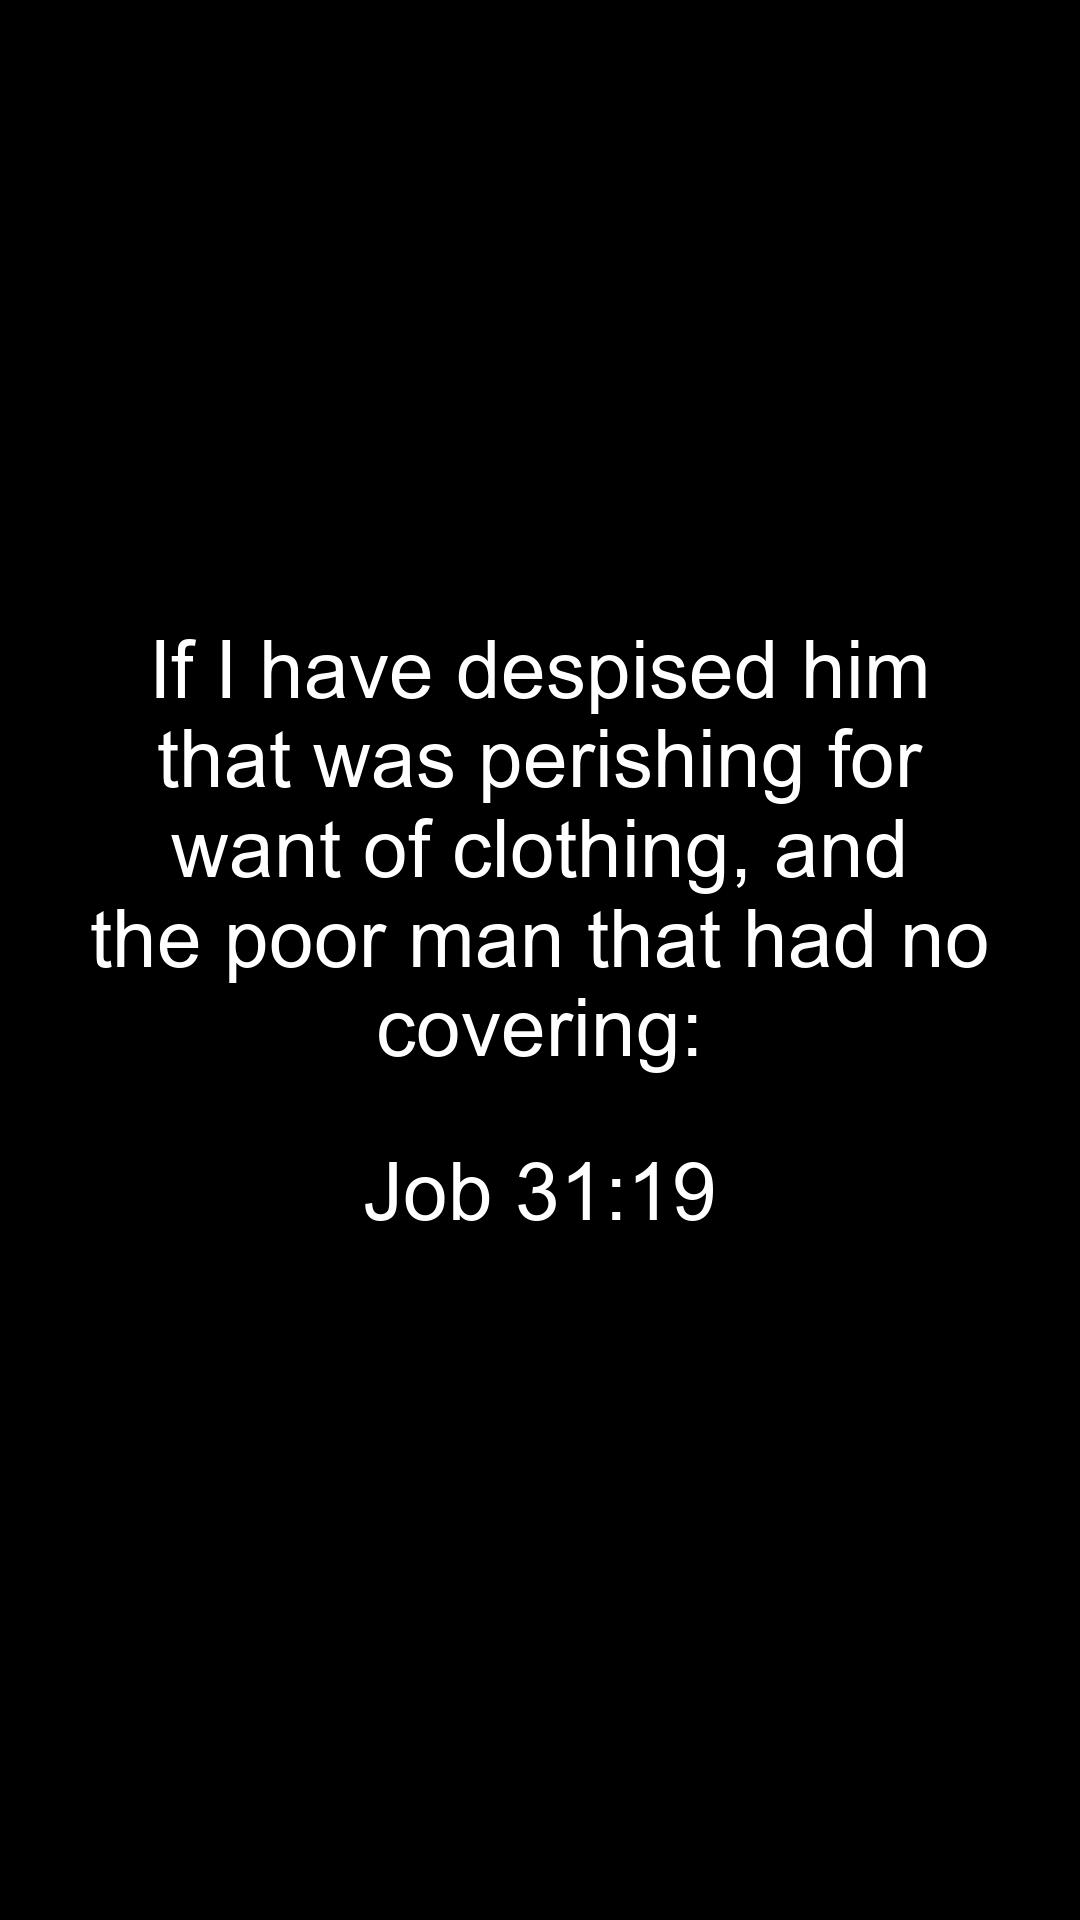 If I have despised him
that was perishing for
want of clothing, and
the poor man that had no
covering:
Job 31:19